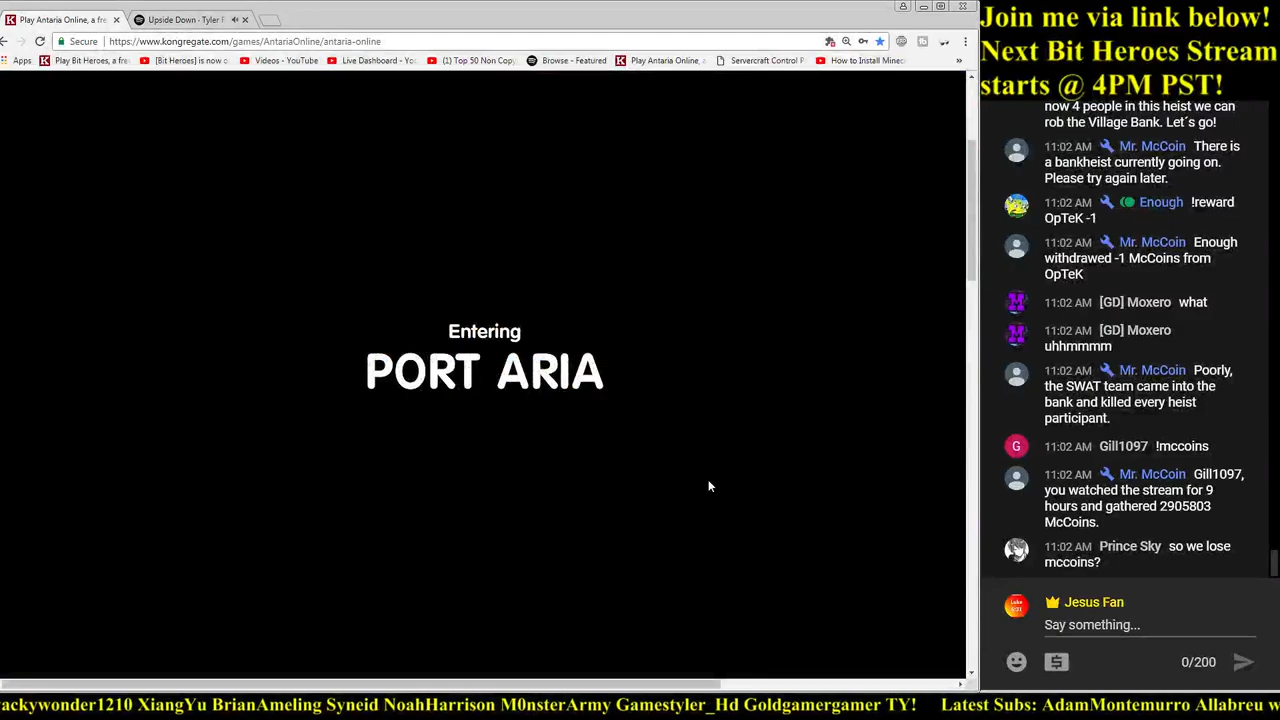 Play Antaria Online, a fre
Upside Down - Tyler F
Secure
https://www.kongregate.com/games/AntariaOnline/antaria-online
Apps
Play Bit Heroes, a free
[Bit Heroes] is now o
Videos - YouTube
Live Dashboard - You
(1) Top 50 Non Copy
Browse - Featured
Play Antaria Online, a
Servercraft Control P
How to Install Minec
»
Entering
PORT ARIA
Join me via link below!
Next Bit Heroes Stream
starts @ 4PM PST!
now 4 people in this heist we can
rob the Village Bank. Let´s go!
11:02 AM Mr. McCoin There is
a bankheist currently going on.
Please try again later.
11:02 AM Enough !reward
OpTeK -1
11:02 AM Mr. McCoin Enough
withdrawed -1 McCoins from
OpTeK
11:02 AM [GD] Moxero what
11:02 AM [GD] Moxero
uhhmmmm
11:02 AM Mr. McCoin Poorly,
the SWAT team came into the
bank and killed every heist
participant.
G 11:02 AM Gill1097 !mccoins
11:02 AM Mr. McCoin Gill1097,
you watched the stream for 9
hours and gathered 2905803
McCoins.
11:02 AM Prince Sky so we lose
mccoins?
Jesus Fan
Say something...
0/200
ackywonder1210 XiangYu BrianAmeling Syneid NoahHarrison M0nsterArmy Gamestyler_Hd Goldgamergamer TY! Latest Subs: AdamMontemurro Allabreu w